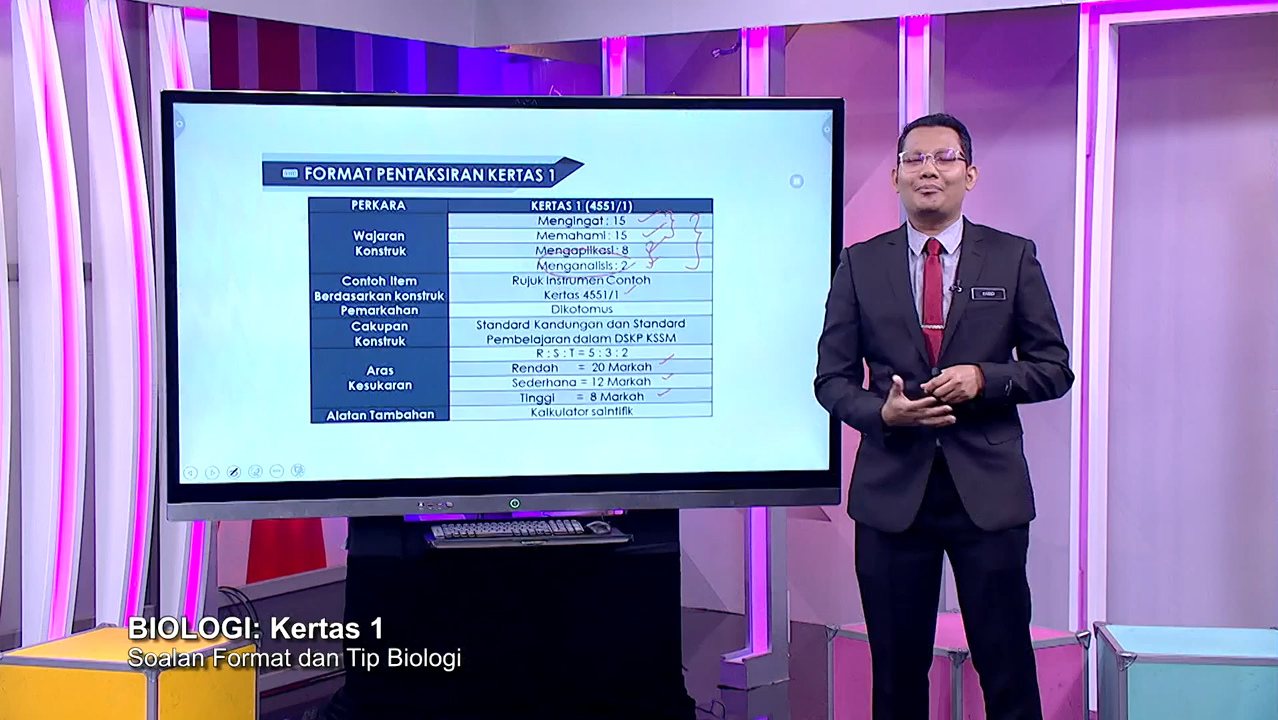 FORMAT PENTAKSIRAN KERTAS 1
PERKARA
KERTAS 1 (4551/1)
Wajaran
Konstruk
Mengingat : 15
Memahami : 15
Mengaplikasi : 8
Menganalisis : 2
Contoh Item
Berdasarkan konstruk
Rujuk Instrumen Contoh
Kertas 4551/1
Pemarkahan
Dikotomus
Cakupan
Konstruk
Standard Kandungan dan Standard
Pembelajaran dalam DSKP KSSM
Aras
Kesukaran
R : S : T = 5 : 3 : 2
Rendah = 20 Markah
Sederhana = 12 Markah
Tinggi = 8 Markah
Alatan Tambahan
Kalkulator saintifik
BIOLOGI: Kertas 1
Soalan Format dan Tip Biologi